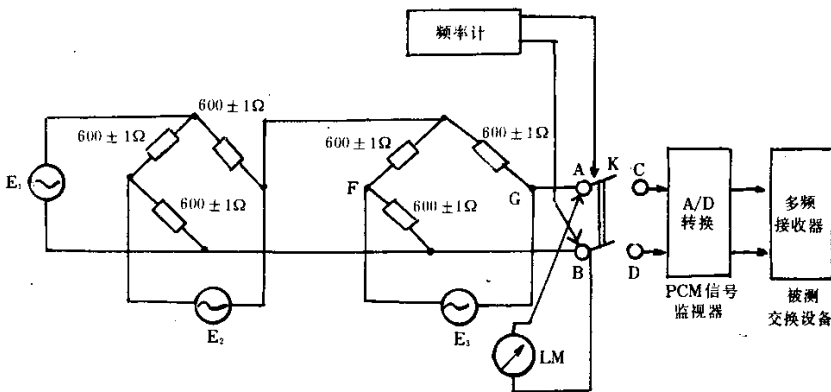 频率计
600±1Ω
600±1Ω
600±1Ω
600±1Ω
600±1Ω
600±1Ω
E₁
E₂
F
G
E₃
A
K
C
B
D
LM
A/D
转换
PCM信号
监视器
多频
接收器
被测
交换设备